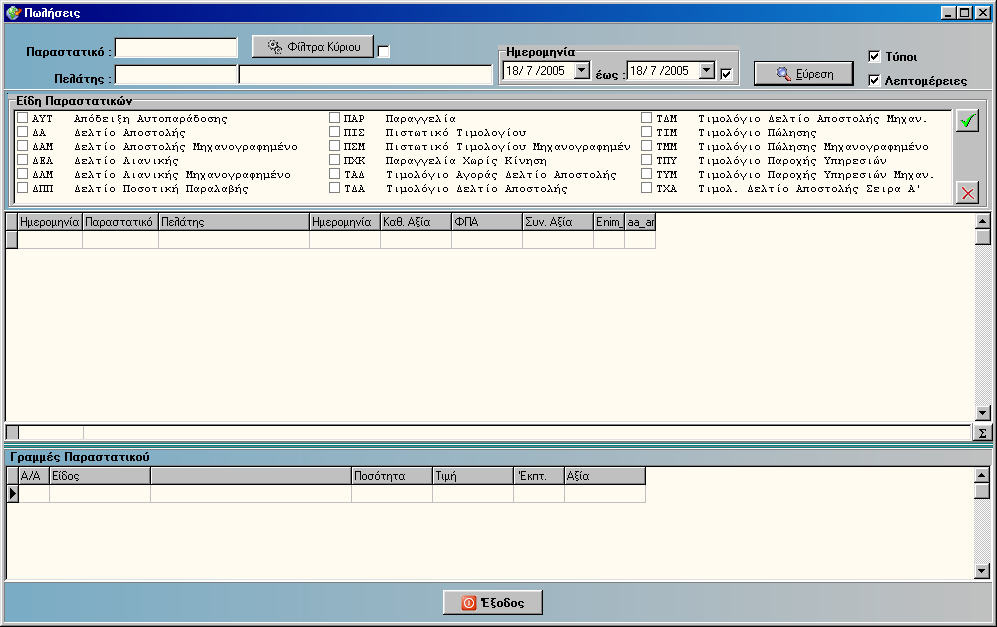 Πωλήσεις
Παραστατικό :
Φίλτρα Κύριου
Πελάτης :
Ημερομηνία
18/ 7 /2005 έως : 18/ 7 /2005
Εύρεση
Τύποι
Λεπτομέρειες
Είδη Παραστατικών
ΑΥΤ Απόδειξη Αυτοπαράδοσης
ΔΑ Δελτίο Αποστολής
ΔΑΜ Δελτίο Αποστολής Μηχανογραφημένο
ΔΕΛ Δελτίο Λιανικής
ΔΛΜ Δελτίο Λιανικής Μηχανογραφημένο
ΔΠΠ Δελτίο Ποσοτική Παραλαβής
ΠΑΡ Παραγγελία
ΠΙΣ Πιστωτικό Τιμολογίου
ΠΣΜ Πιστωτικό Τιμολογίου Μηχανογραφημέν
ΠΧΚ Παραγγελία Χωρίς Κίνηση
ΤΑΔ Τιμολόγιο Αγοράς Δελτίο Αποστολής
ΤΔΑ Τιμολόγιο Δελτίο Αποστολής
ΤΔΜ Τιμολόγιο Δελτίο Αποστολής Μηχαν.
ΤΙΜ Τιμολόγιο Πώλησης
ΤΜΜ Τιμολόγιο Πώλησης Μηχανογραφημένο
ΤΠΥ Τιμολόγιο Παροχής Υπηρεσιών
ΤΥΜ Τιμολόγιο Παροχής Υπηρεσιών Μηχαν.
ΤΧΑ Τιμολ. Δελτίο Αποστολής Σειρα Α'
Ημερομηνία Παραστατικό Πελάτης Ημερομηνία Καθ. Αξία ΦΠΑ Συν. Αξία Enim_ aa_ar
Σ
Γραμμές Παραστατικού
Α/Α Είδος Ποσότητα Τιμή Έκπτ. Αξία
Έξοδος